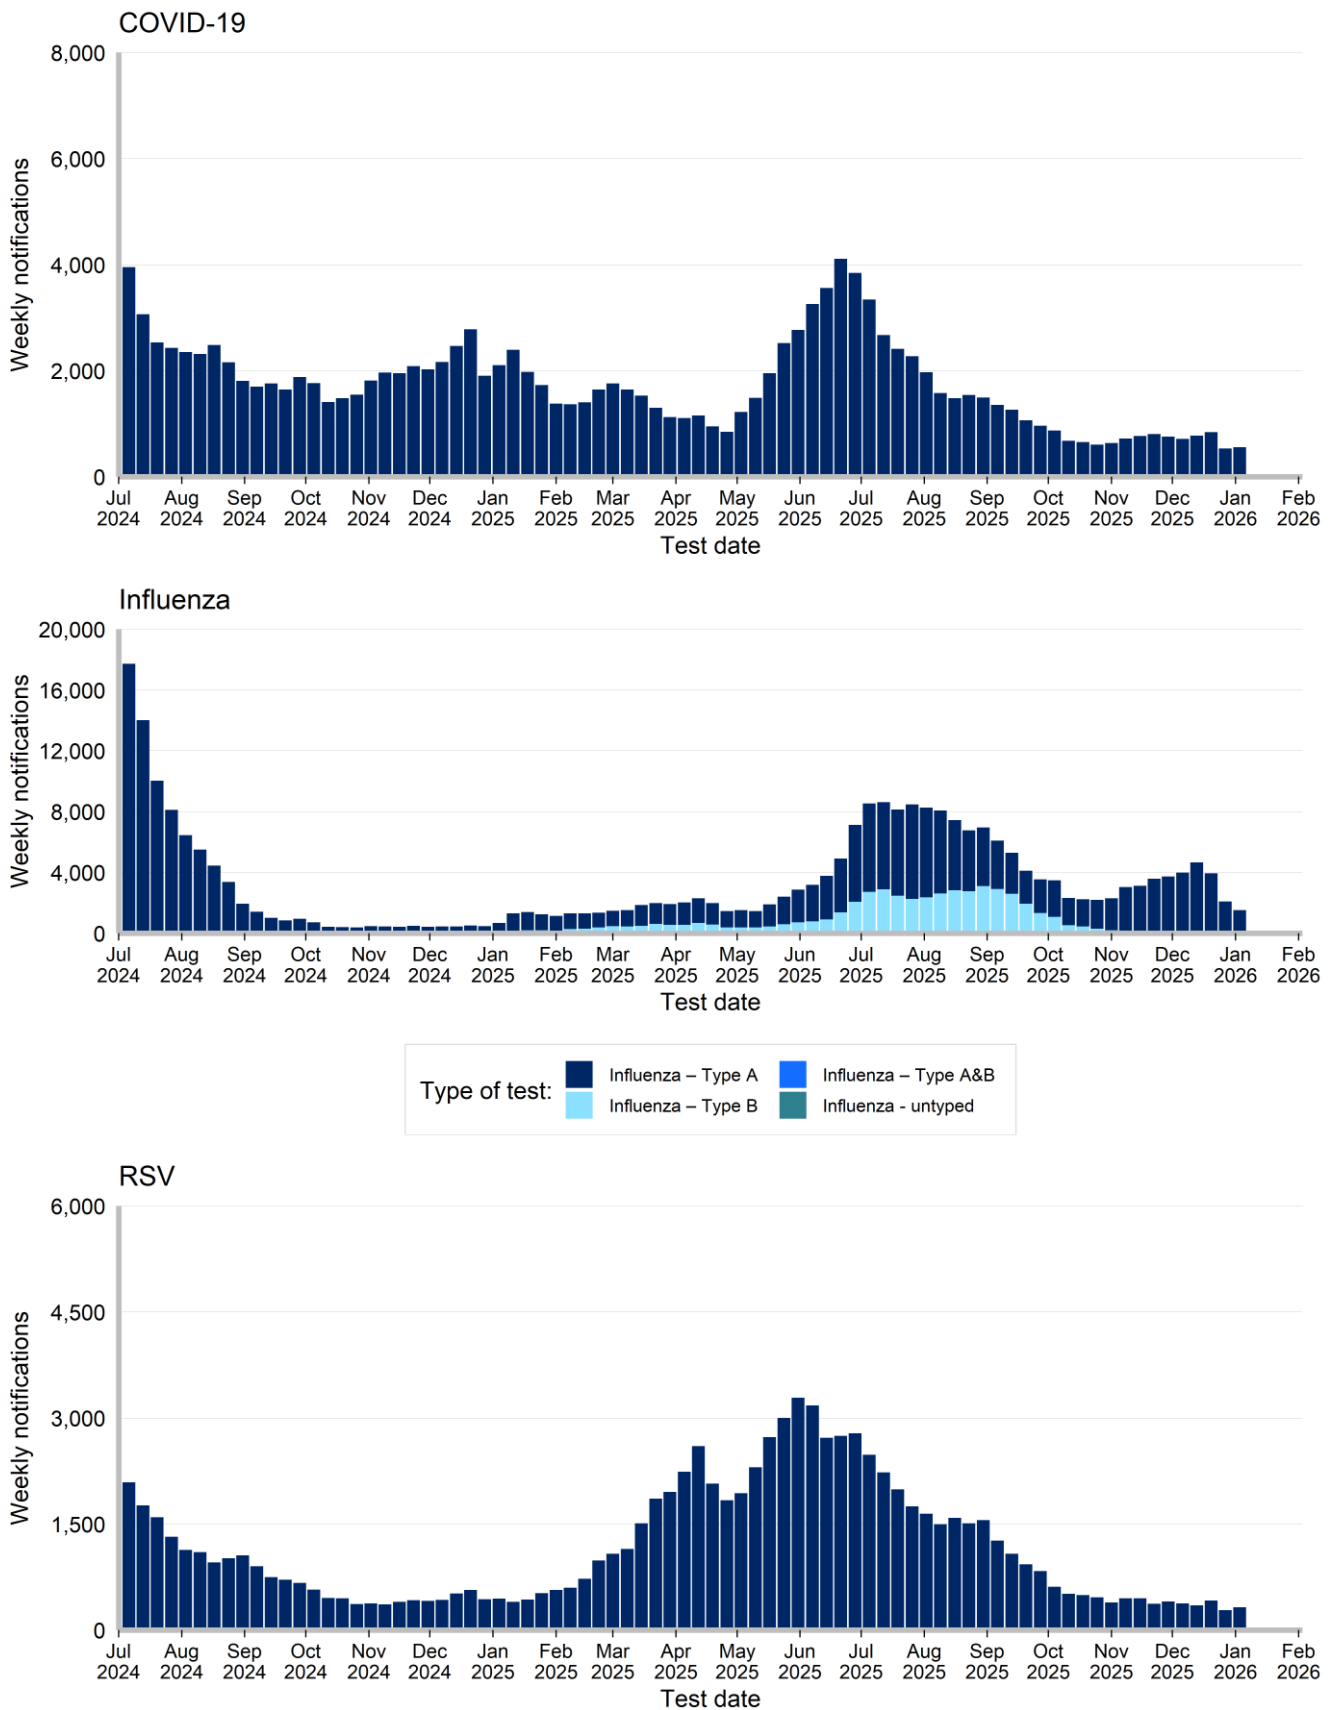 COVID-19
8,000
6,000
4,000
2,000
0
Weekly notifications
Jul Aug Sep Oct Nov Dec Jan Feb Mar Apr May Jun Jul Aug Sep Oct Nov Dec Jan Feb
2024 2024 2024 2024 2024 2024 2025 2025 2025 2025 2025 2025 2025 2025 2025 2025 2025 2025 2026 2026
Test date
Influenza
20,000
16,000
12,000
8,000
4,000
0
Weekly notifications
Jul Aug Sep Oct Nov Dec Jan Feb Mar Apr May Jun Jul Aug Sep Oct Nov Dec Jan Feb
2024 2024 2024 2024 2024 2024 2025 2025 2025 2025 2025 2025 2025 2025 2025 2025 2025 2025 2026 2026
Test date
Type of test:
Influenza – Type A Influenza – Type A&B
Influenza – Type B Influenza - untyped
RSV
6,000
4,500
3,000
1,500
0
Weekly notifications
Jul Aug Sep Oct Nov Dec Jan Feb Mar Apr May Jun Jul Aug Sep Oct Nov Dec Jan Feb
2024 2024 2024 2024 2024 2024 2025 2025 2025 2025 2025 2025 2025 2025 2025 2025 2025 2025 2026 2026
Test date